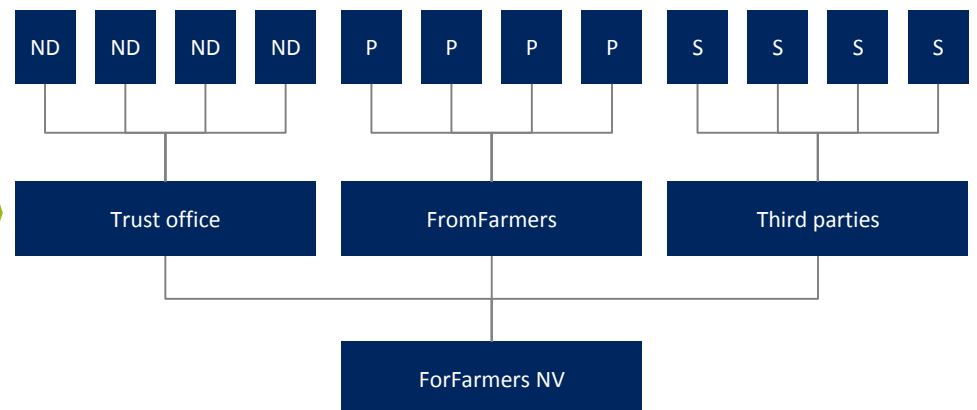 ND ND ND ND P P P P S S S S
Trust office FromFarmers Third parties
ForFarmers NV